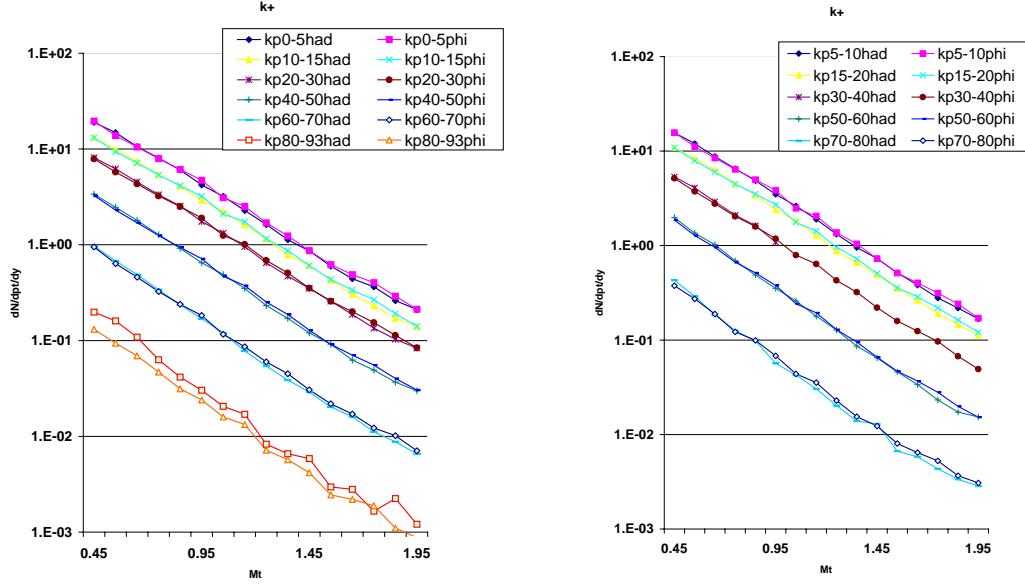 k+
kp0-5had kp0-5phi
kp10-15had kp10-15phi
kp20-30had kp20-30phi
kp40-50had kp40-50phi
kp60-70had kp60-70phi
kp80-93had kp80-93phi
1.E+02
1.E+01
1.E+00
1.E-01
1.E-02
1.E-03
dN/dpt/dy
0.45 0.95 1.45 1.95
Mt
k+
kp5-10had kp5-10phi
kp15-20had kp15-20phi
kp30-40had kp30-40phi
kp50-60had kp50-60phi
kp70-80had kp70-80phi
1.E+02
1.E+01
1.E+00
1.E-01
1.E-02
1.E-03
dN/dpt/dy
0.45 0.95 1.45 1.95
Mt